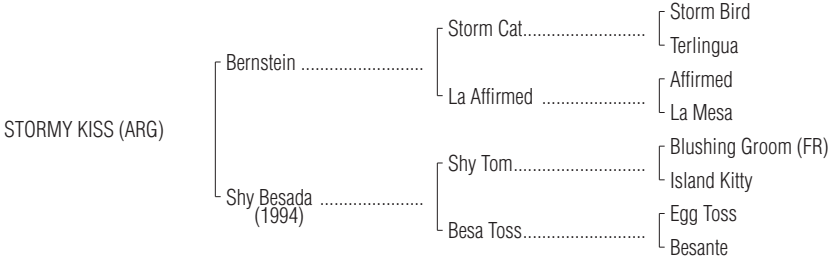 Storm Bird
Storm Cat..............................
Terlingua
Bernstein ..............................
Affirmed
La Affirmed .........................
La Mesa
STORMY KISS (ARG)
Blushing Groom (FR)
Shy Tom................................
Island Kitty
Shy Besada .........................
(1994)
Egg Toss
Besa Toss..............................
Besante